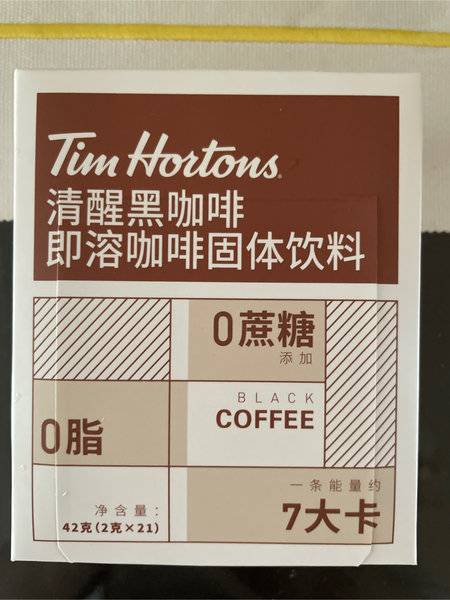 Tim Hortons.
清醒黑咖啡
即溶咖啡固体饮料
0蔗糖
添加
BLACK
COFFEE
0脂
净含量:
42克(2克×21)
一条能量约
7大卡